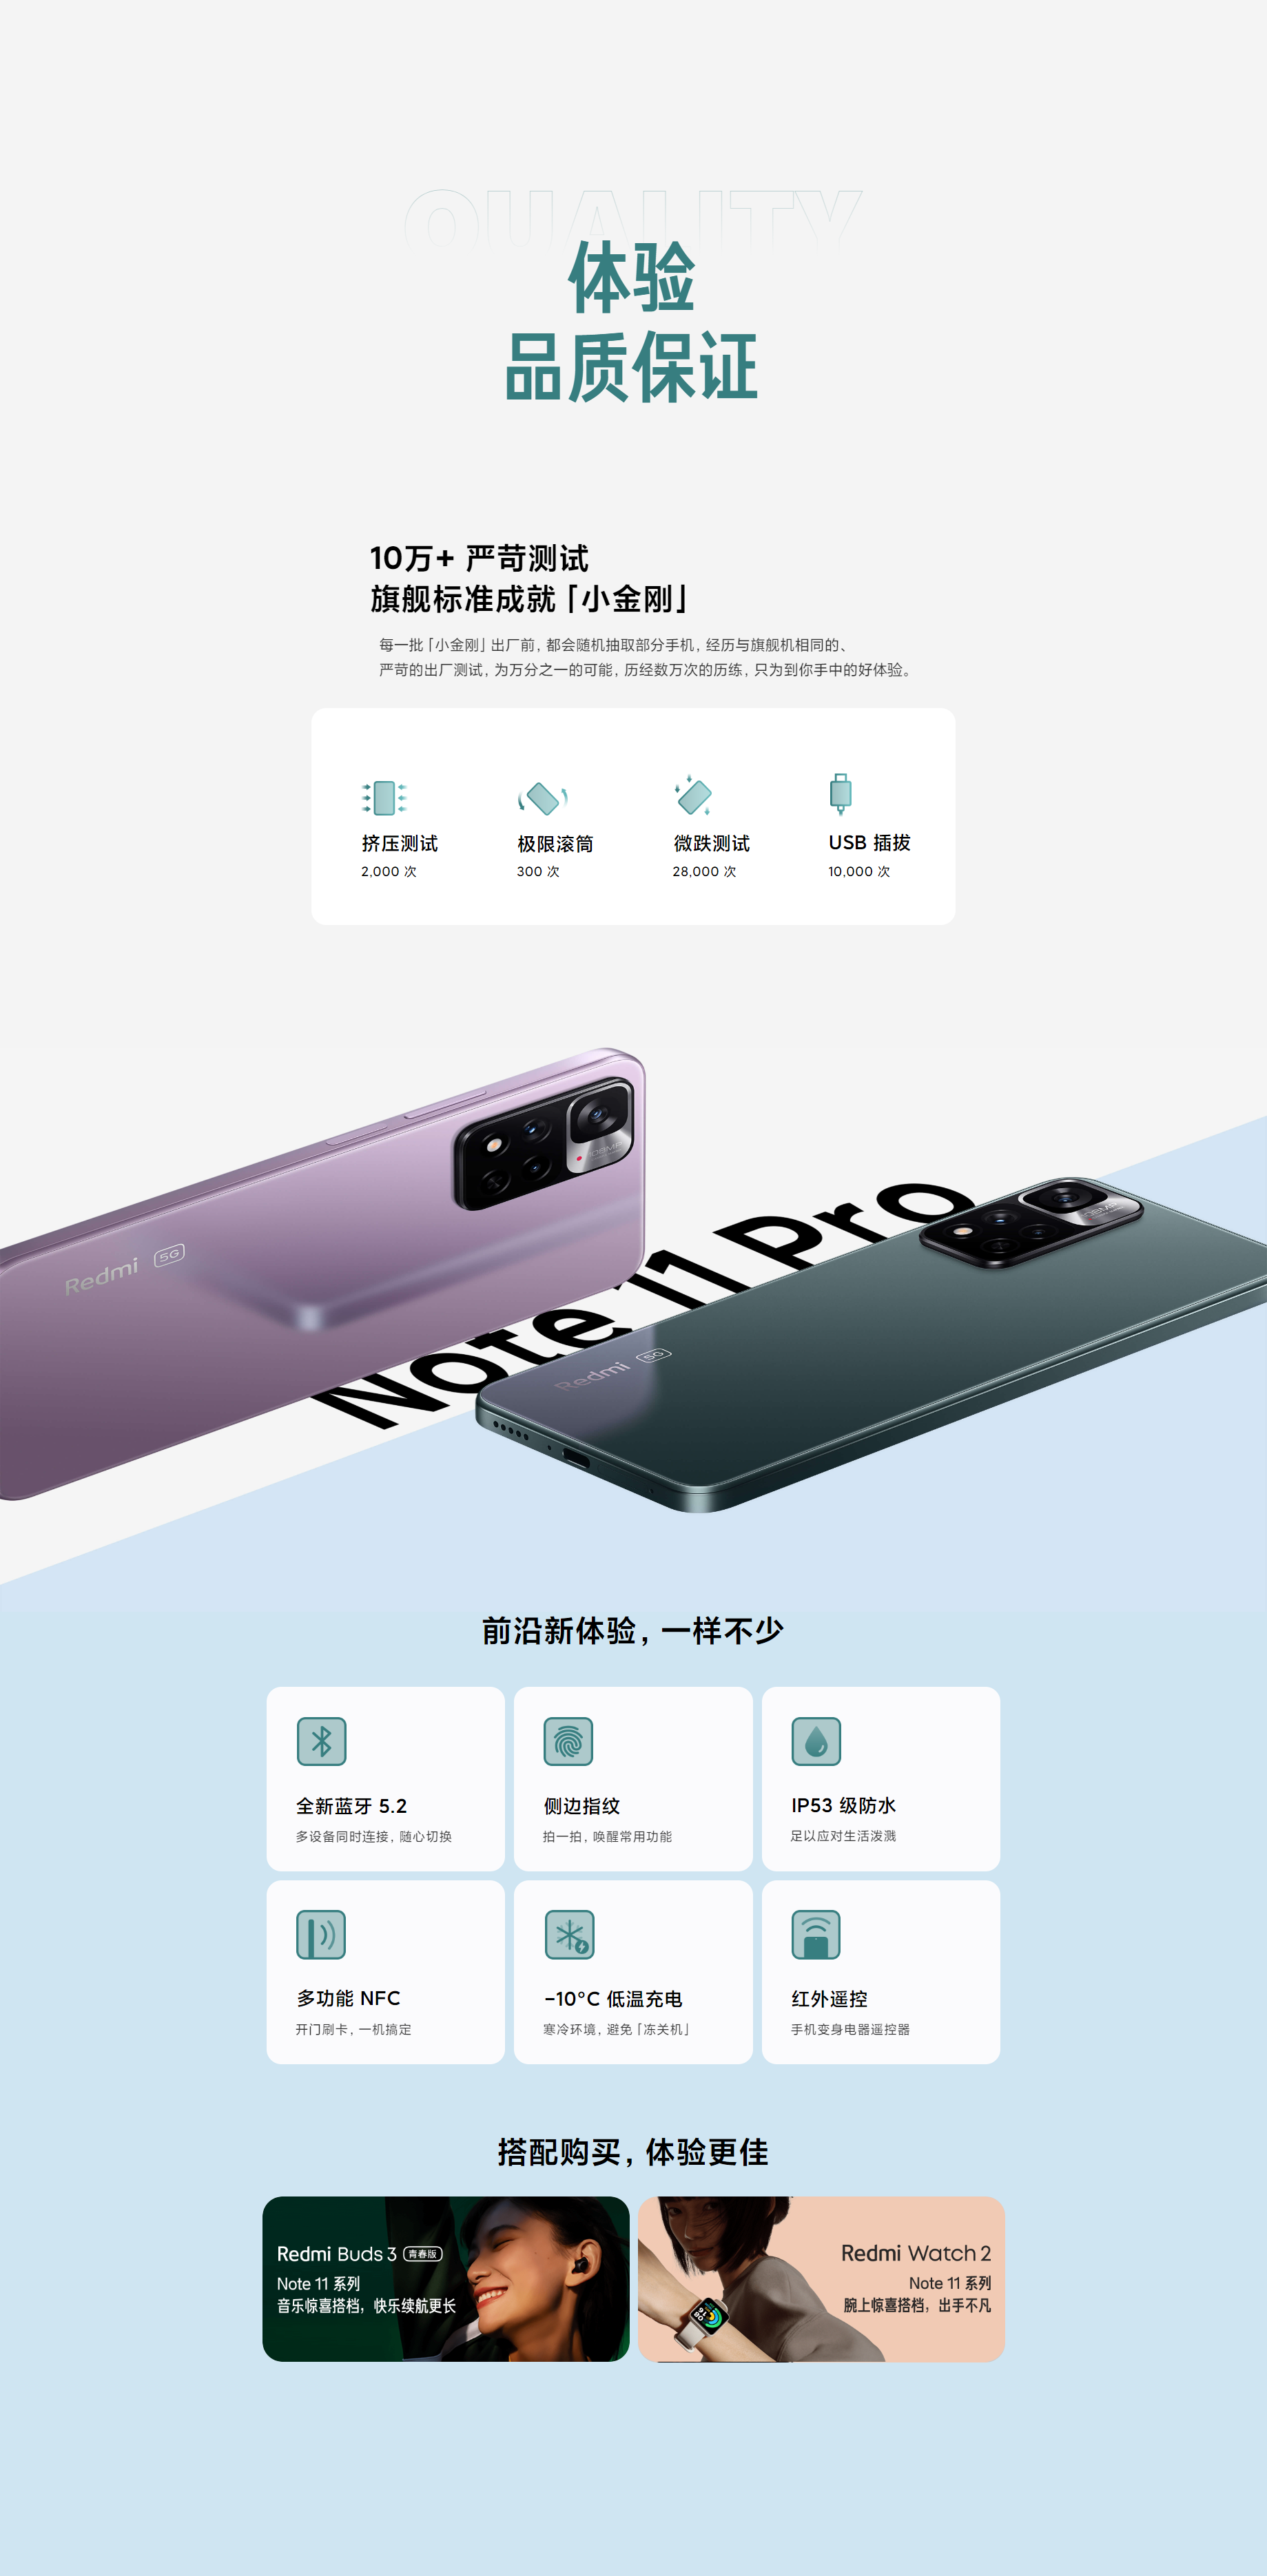 QUALITY
体验
品质保证
10万+ 严苛测试
旗舰标准成就「小金刚」
每一批「小金刚」出厂前, 都会随机抽取部分手机, 经历与旗舰机相同的、
严苛的出厂测试, 为万分之一的可能, 历经数万次的历练, 只为到你手中的好体验。
挤压测试
2,000 次
极限滚筒
300 次
微跌测试
28,000 次
USB 插拔
10,000 次
108MP
Redmi 5G
Note 11 Pro
108MP
Redmi 5G
前沿新体验, 一样不少
全新蓝牙 5.2
多设备同时连接, 随心切换
侧边指纹
拍一拍, 唤醒常用功能
IP53 级防水
足以应对生活泼溅
多功能 NFC
开门刷卡, 一机搞定
-10°C 低温充电
寒冷环境, 避免「冻关机」
红外遥控
手机变身电器遥控器
搭配购买, 体验更佳
Redmi Buds 3 青春版
Note 11 系列
音乐惊喜搭档, 快乐续航更长
Redmi Watch 2
Note 11 系列
腕上惊喜搭档, 出手不凡